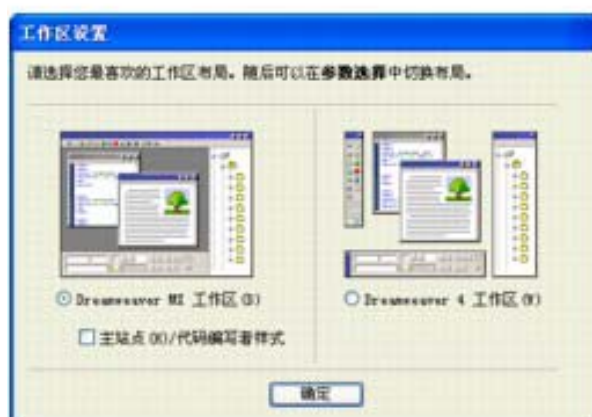 工作区设置
请选择您最喜欢的工作区布局。随后可以在参数选择中切换布局。
Dreamweaver MX 工作区(D)
Dreamweaver 4 工作区(W)
主站点(H)/代码编写者样式
确定